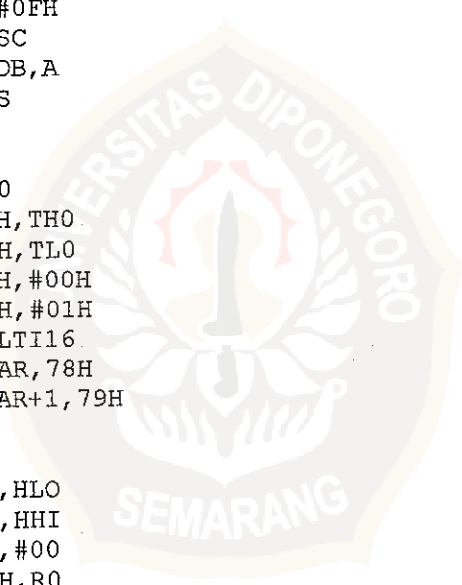 #0FH
SC
DB,A
S
0
H,TH0
H,TL0
H,#00H
H,#01H
LTI16
AR,78H
AR+1,79H
,HLO
,HHI
,#00
H,R0
UNIVERSITAS DIPONEGORO
SEMARANG